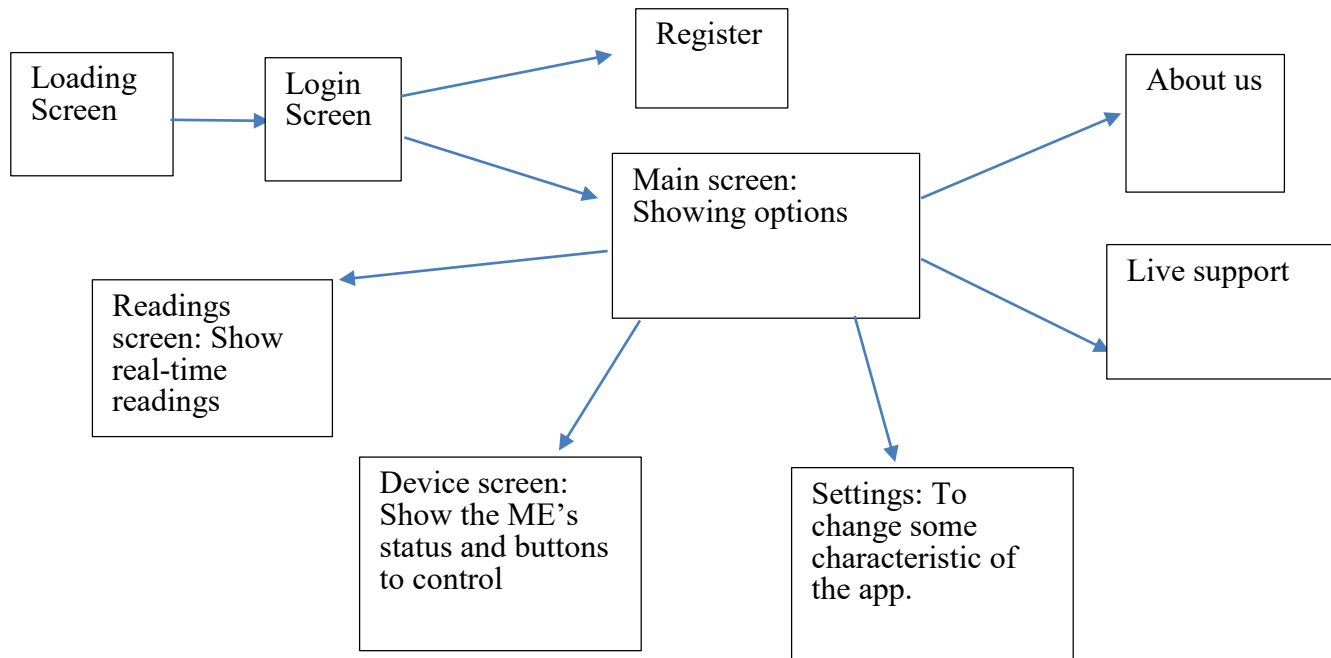 Loading
Screen
Login
Screen
Register
About us
Main screen:
Showing options
Live support
Readings
screen: Show
real-time
readings
Device screen:
Show the ME’s
status and buttons
to control
Settings: To
change some
characteristic of
the app.